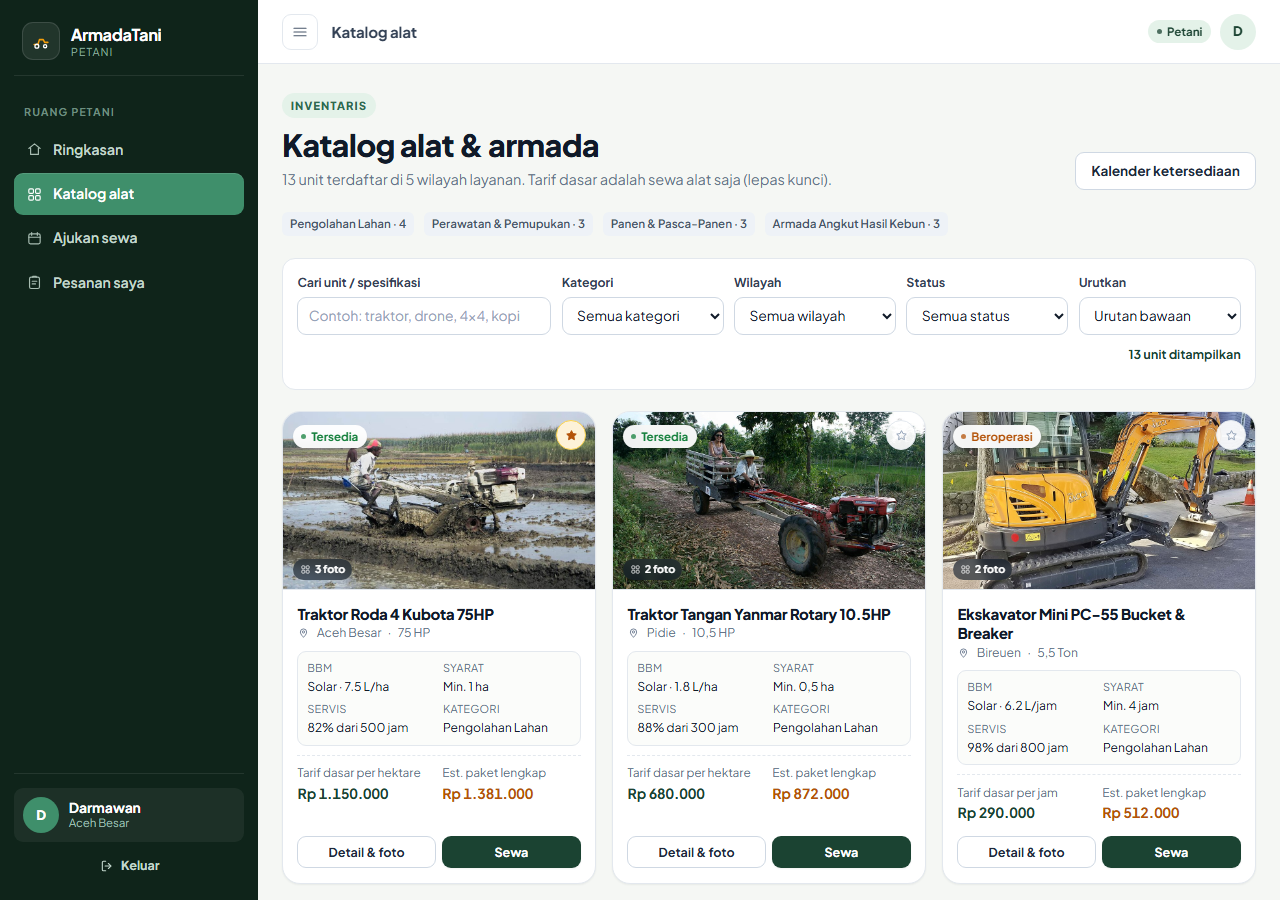 ArmadaTani
PETANI
RUANG PETANI
Ringkasan
Katalog alat
Ajukan sewa
Pesanan saya
D
Darmawan
Aceh Besar
Keluar
Katalog alat
Petani
D
INVENTARIS
Katalog alat & armada
13 unit terdaftar di 5 wilayah layanan. Tarif dasar adalah sewa alat saja (lepas kunci).
Kalender ketersediaan
Pengolahan Lahan · 4
Perawatan & Pemupukan · 3
Panen & Pasca-Panen · 3
Armada Angkut Hasil Kebun · 3
Cari unit / spesifikasi
Contoh: traktor, drone, 4×4, kopi
Kategori
Semua kategori
Wilayah
Semua wilayah
Status
Semua status
Urutkan
Urutan bawaan
13 unit ditampilkan
Tersedia
3 foto
Traktor Roda 4 Kubota 75HP
Aceh Besar · 75 HP
BBM
Solar · 7.5 L/ha
SYARAT
Min. 1 ha
SERVIS
82% dari 500 jam
KATEGORI
Pengolahan Lahan
Tarif dasar per hektare
Rp 1.150.000
Est. paket lengkap
Rp 1.381.000
Detail & foto
Sewa
Tersedia
2 foto
Traktor Tangan Yanmar Rotary 10.5HP
Pidie · 10,5 HP
BBM
Solar · 1.8 L/ha
SYARAT
Min. 0,5 ha
SERVIS
88% dari 300 jam
KATEGORI
Pengolahan Lahan
Tarif dasar per hektare
Rp 680.000
Est. paket lengkap
Rp 872.000
Detail & foto
Sewa
Beroperasi
2 foto
Ekskavator Mini PC-55 Bucket &
Breaker
Bireuen · 5,5 Ton
BBM
Solar · 6.2 L/jam
SYARAT
Min. 4 jam
SERVIS
98% dari 800 jam
KATEGORI
Pengolahan Lahan
Tarif dasar per jam
Rp 290.000
Est. paket lengkap
Rp 512.000
Detail & foto
Sewa